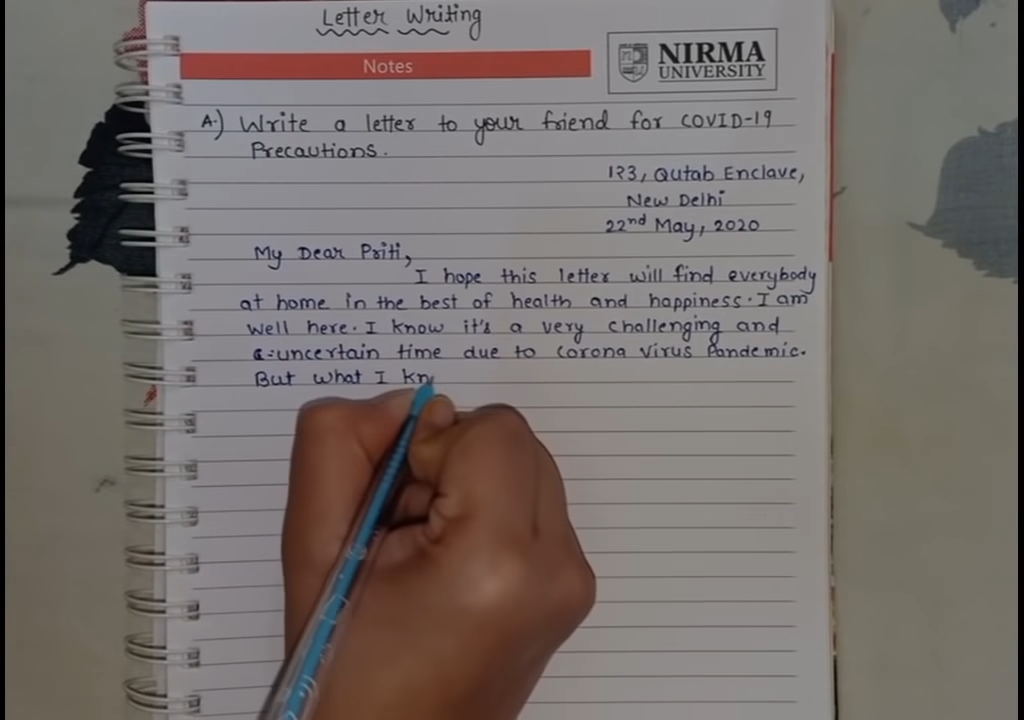 Letter Writing
Notes
NIRMA
UNIVERSITY
A.) Write a letter to your friend for COVID-19
Precautions.
123, Qutab Enclave,
New Delhi
22nd May, 2020
My Dear Priti,
I hope this letter will find everybody
at home in the best of health and happiness. I am
well here. I know it's a very challenging and
uncertain time due to Corona Virus Pandemic.
But what I kn